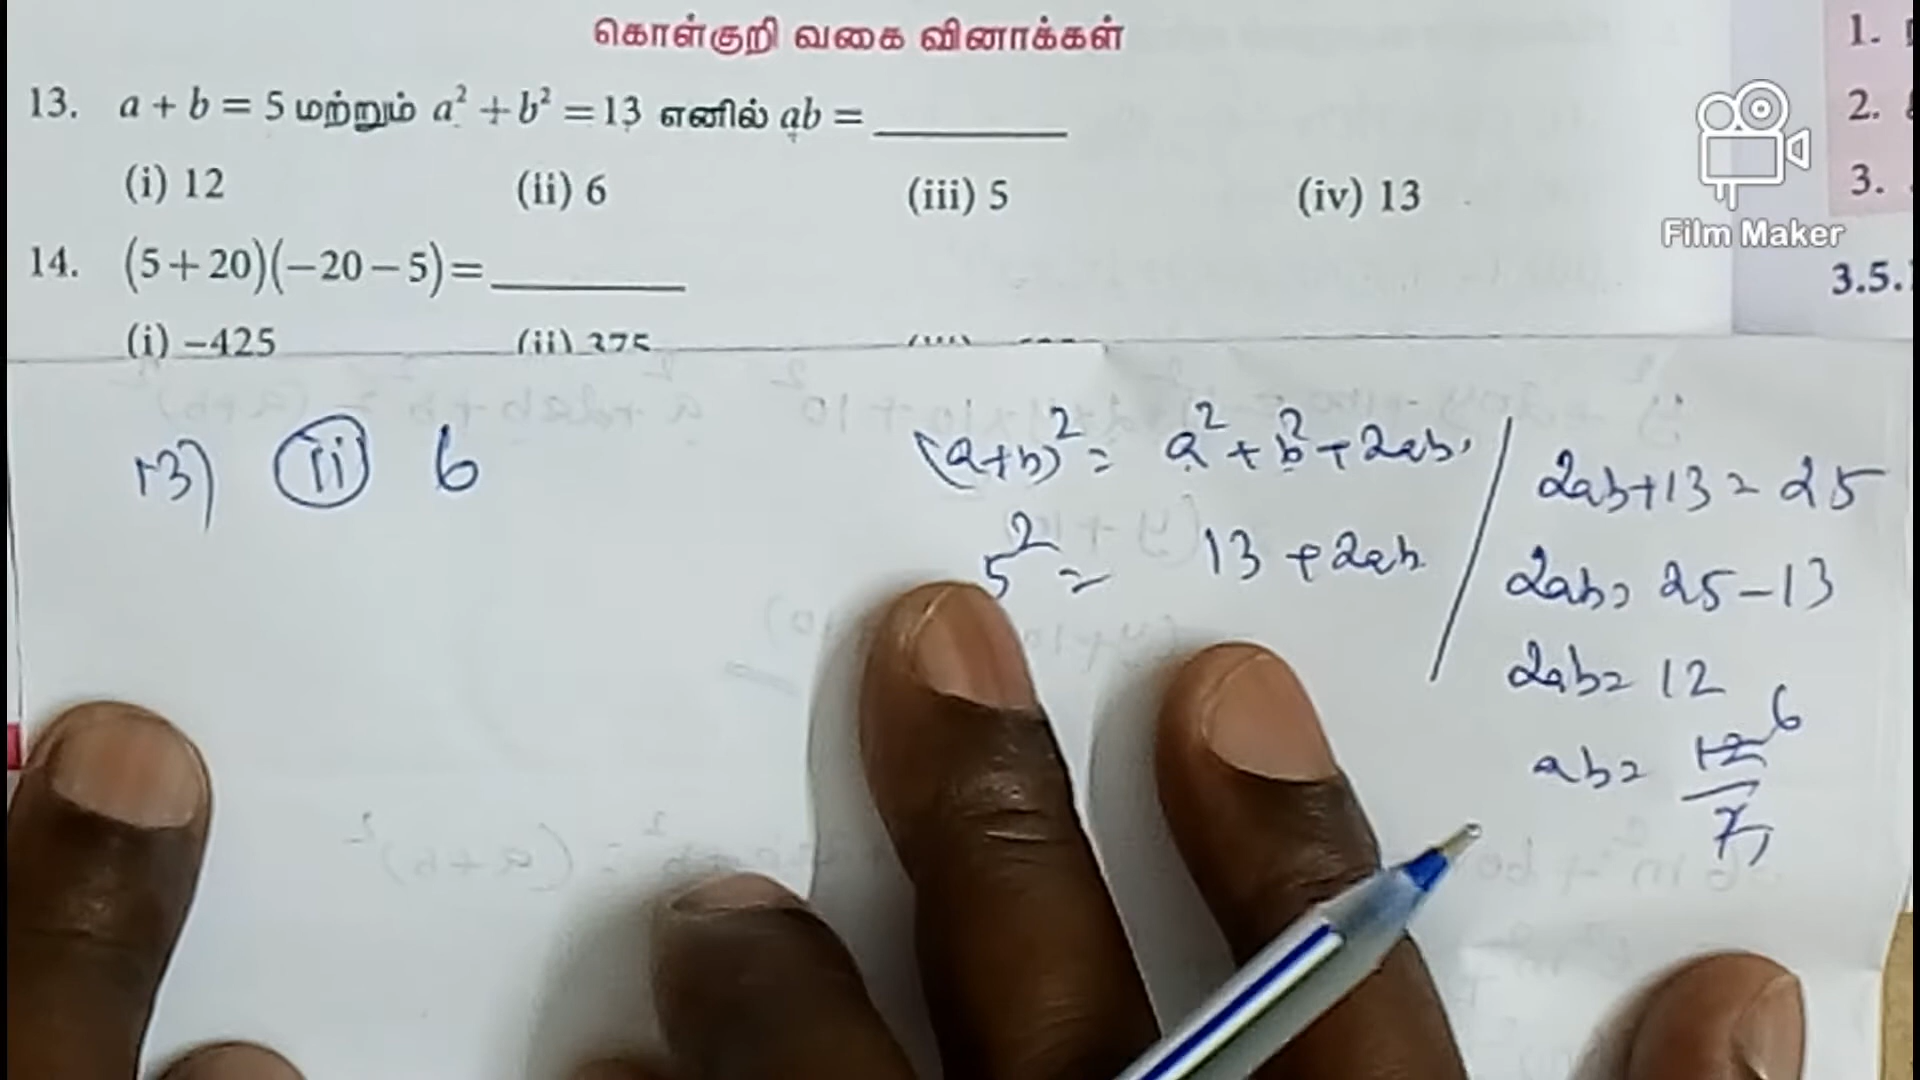 கொள்குறி வகை வினாக்கள்
13. a + b = 5 மற்றும் a² + b² = 13 எனில் ab = ________
(i) 12 (ii) 6 (iii) 5 (iv) 13
14. (5+20)(−20−5)= ________
(i) −425 (ii) 375
1.
2.
3.
Film Maker
3.5.
13) (ii) 6
(a+b)² = a² + b² + 2ab
5² = 13 + 2ab
2ab+13 = 25
2ab = 25 − 13
2ab = 12
ab = 12/2 6